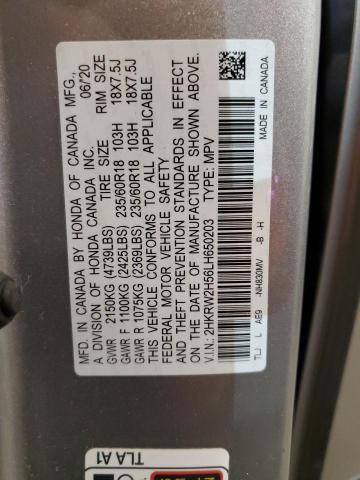 MFD. IN CANADA BY HONDA OF CANADA MFG., 06/20
A DIVISION OF HONDA CANADA INC.
TIRE SIZE RIM SIZE
GVWR 2150KG (4739LBS)
GAWR F 1100KG (2425LBS) 235/60R18 103H 18X7.5J
GAWR R 1075KG (2369LBS) 235/60R18 103H 18X7.5J
THIS VEHICLE CONFORMS TO ALL APPLICABLE
FEDERAL MOTOR VEHICLE SAFETY
AND THEFT PREVENTION STANDARDS IN EFFECT
ON THE DATE OF MANUFACTURE SHOWN ABOVE.
V.I.N.: 2HKRW2H56LH650203 TYPE: MPV
TLJ L AE9 -NH830MV -B -H MADE IN CANADA
TLA A1